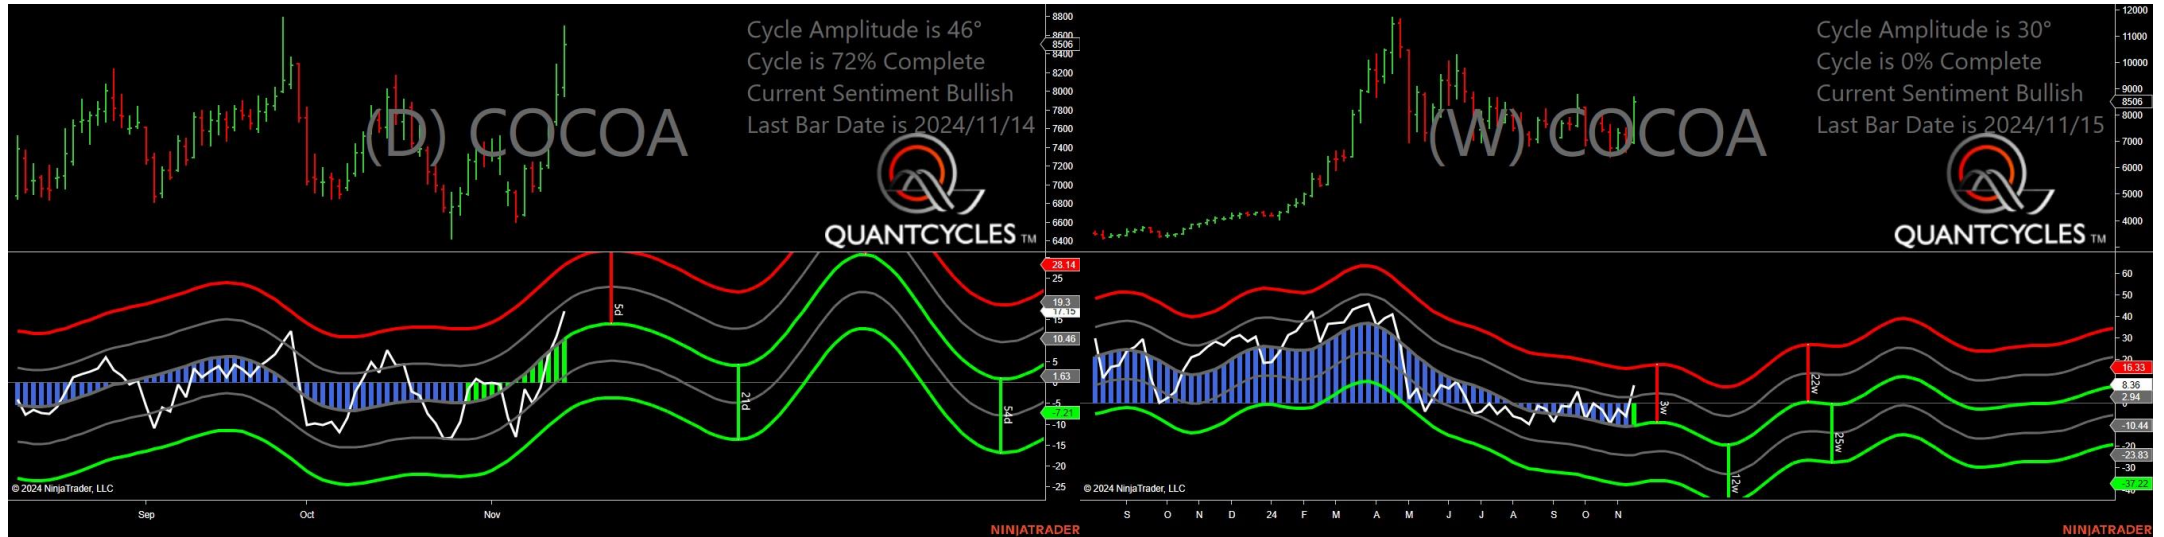 Cycle Amplitude is 46°
Cycle is 72% Complete
Current Sentiment Bullish
Last Bar Date is 2024/11/14
(D) COCOA
QUANTCYCLES TM
8800
8600
8506
8400
8200
8000
7800
7600
7400
7200
7000
6800
6600
6400
28.14
25
19.3
17.15
15
10.46
5
1.63
0
-5
-7.21
-10
-15
-20
-25
5d
21d
54d
© 2024 NinjaTrader, LLC
Sep Oct Nov
NINJATRADER
Cycle Amplitude is 30°
Cycle is 0% Complete
Current Sentiment Bullish
Last Bar Date is 2024/11/15
(W) COCOA
QUANTCYCLES TM
12000
11000
10000
9000
8506
8000
7000
6000
5000
4000
60
50
40
30
20
16.33
8.36
2.94
0
-10.44
-20
-23.83
-30
-37.22
-40
3w
12w
22w
25w
© 2024 NinjaTrader, LLC
S O N D 24 F M A M J J A S O N
NINJATRADER